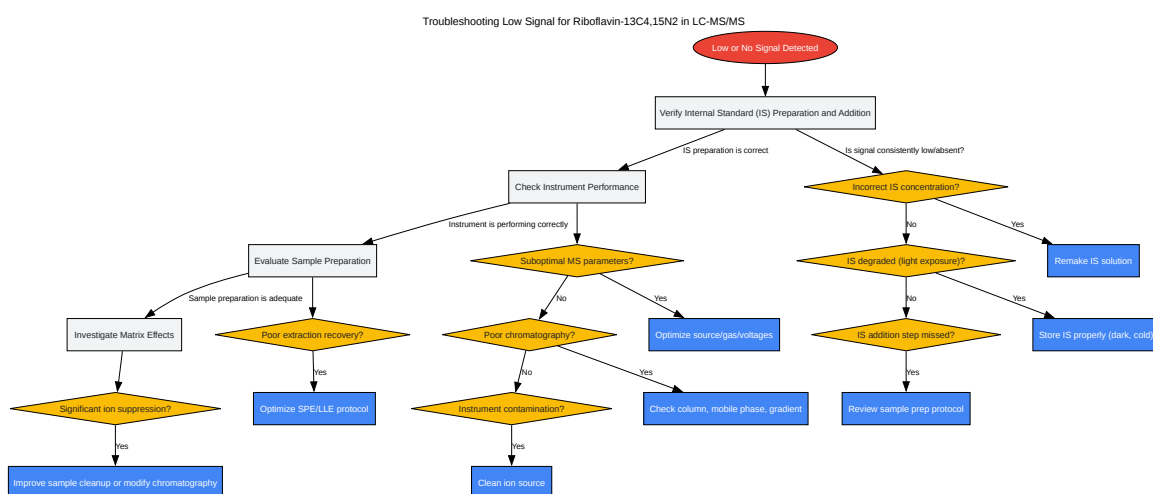 Troubleshooting Low Signal for Riboflavin-13C4,15N2 in LC-MS/MS
Low or No Signal Detected
Verify Internal Standard (IS) Preparation and Addition
IS preparation is correct
Is signal consistently low/absent?
Check Instrument Performance
Incorrect IS concentration?
Instrument is performing correctly
No
Yes
Evaluate Sample Preparation
Suboptimal MS parameters?
IS degraded (light exposure)?
Remake IS solution
Sample preparation is adequate
No
Yes
No
Yes
Investigate Matrix Effects
Poor extraction recovery?
Poor chromatography?
Optimize source/gas/voltages
IS addition step missed?
Store IS properly (dark, cold)
Yes
No
Yes
Yes
Significant ion suppression?
Optimize SPE/LLE protocol
Instrument contamination?
Check column, mobile phase, gradient
Review sample prep protocol
Yes
Yes
Improve sample cleanup or modify chromatography
Clean ion source